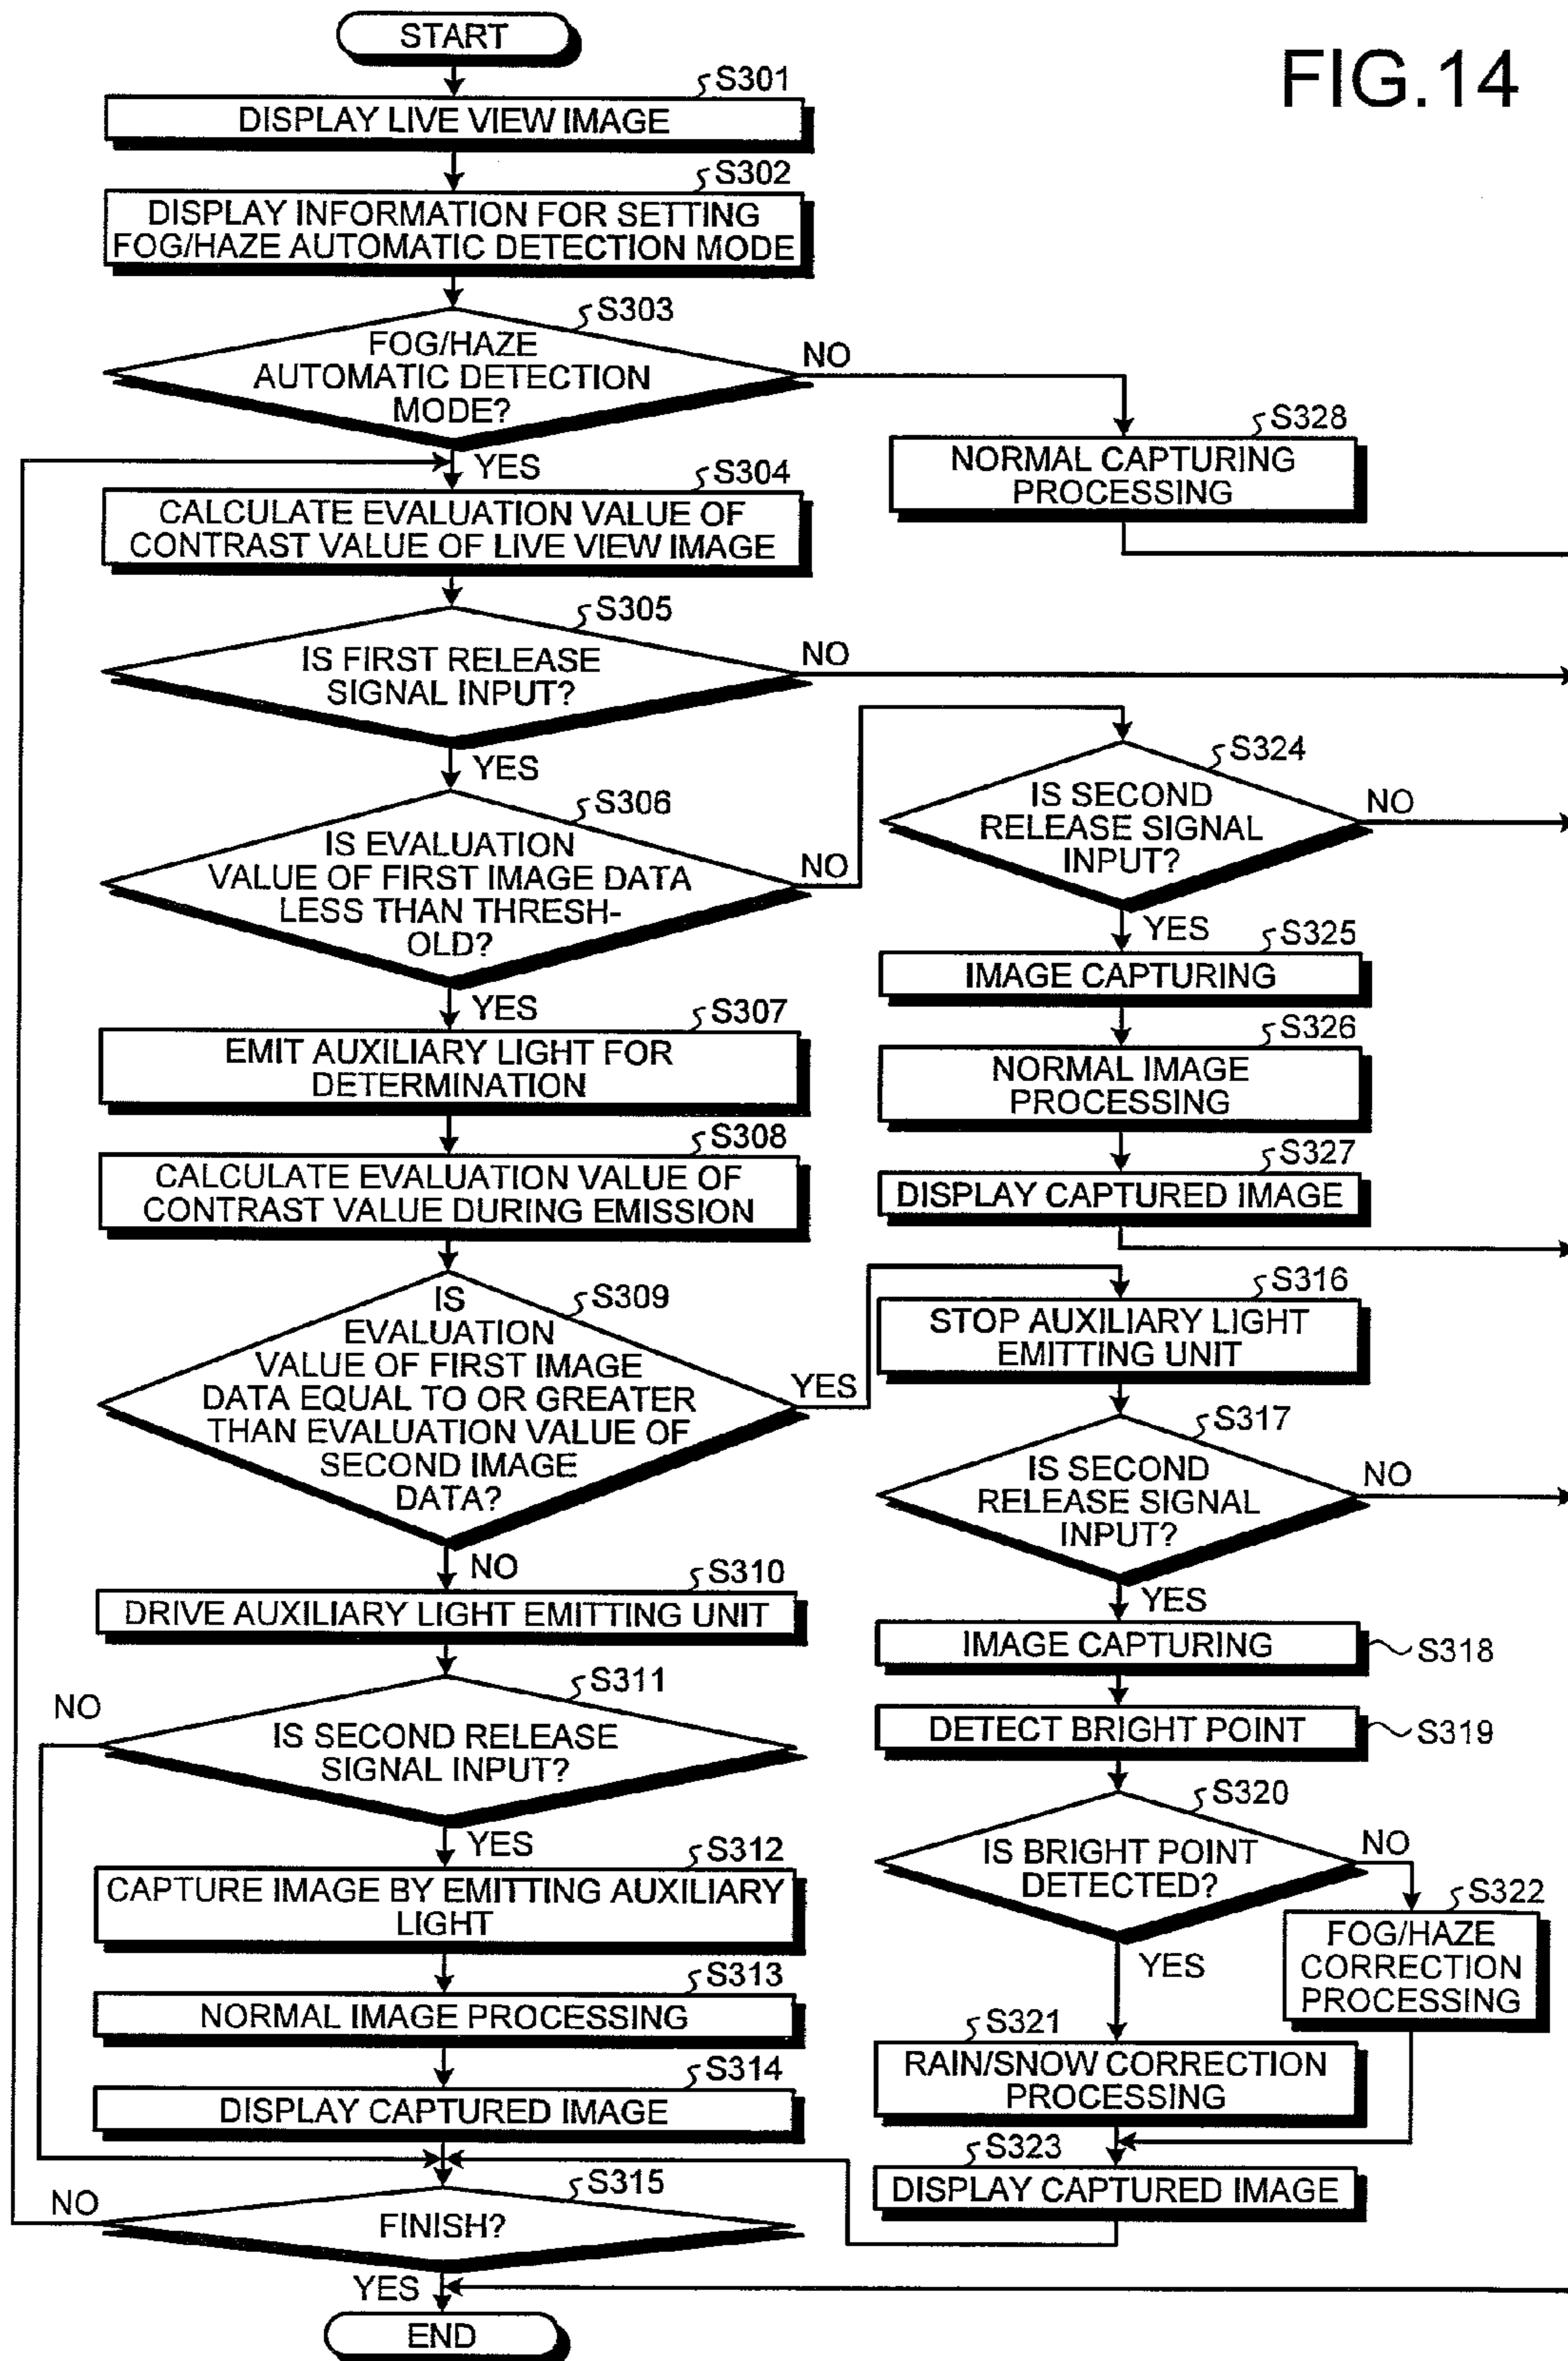 FIG.14
START
S301
DISPLAY LIVE VIEW IMAGE
S302
DISPLAY INFORMATION FOR SETTING
FOG/HAZE AUTOMATIC DETECTION MODE
S303
FOG/HAZE
AUTOMATIC DETECTION
MODE?
NO
YES
S328
NORMAL CAPTURING
PROCESSING
S304
CALCULATE EVALUATION VALUE OF
CONTRAST VALUE OF LIVE VIEW IMAGE
S305
IS FIRST RELEASE
SIGNAL INPUT?
NO
YES
S306
IS EVALUATION
VALUE OF FIRST IMAGE DATA
LESS THAN THRESH-
OLD?
NO
YES
S324
IS SECOND
RELEASE SIGNAL
INPUT?
NO
YES
S325
IMAGE CAPTURING
S326
NORMAL IMAGE
PROCESSING
S327
DISPLAY CAPTURED IMAGE
S307
EMIT AUXILIARY LIGHT FOR
DETERMINATION
S308
CALCULATE EVALUATION VALUE OF
CONTRAST VALUE DURING EMISSION
S309
IS
EVALUATION
VALUE OF FIRST IMAGE
DATA EQUAL TO OR GREATER
THAN EVALUATION VALUE OF
SECOND IMAGE
DATA?
YES
NO
S316
STOP AUXILIARY LIGHT
EMITTING UNIT
S317
IS SECOND
RELEASE SIGNAL
INPUT?
NO
YES
S318
IMAGE CAPTURING
S319
DETECT BRIGHT POINT
S320
IS BRIGHT POINT
DETECTED?
NO
YES
S322
FOG/HAZE
CORRECTION
PROCESSING
S321
RAIN/SNOW CORRECTION
PROCESSING
S323
DISPLAY CAPTURED IMAGE
S310
DRIVE AUXILIARY LIGHT EMITTING UNIT
S311
IS SECOND RELEASE
SIGNAL INPUT?
NO
YES
S312
CAPTURE IMAGE BY EMITTING AUXILIARY
LIGHT
S313
NORMAL IMAGE PROCESSING
S314
DISPLAY CAPTURED IMAGE
S315
FINISH?
NO
YES
END